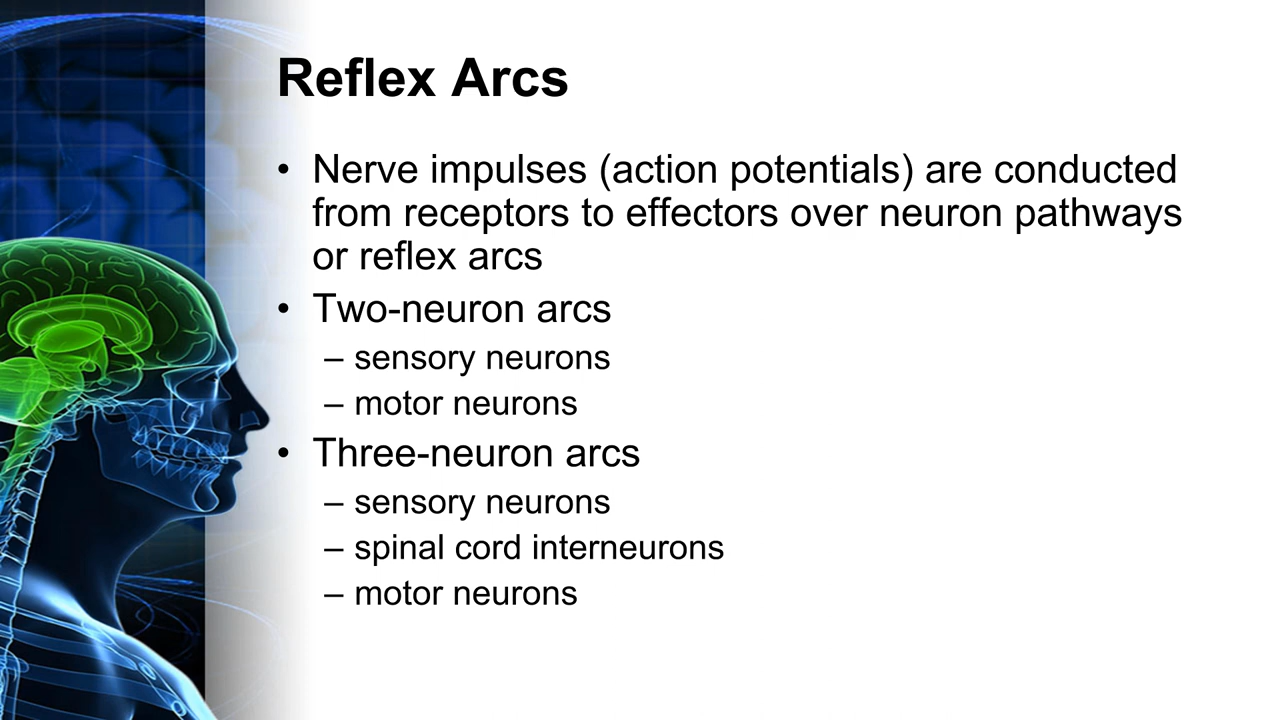 Reflex Arcs
• Nerve impulses (action potentials) are conducted
from receptors to effectors over neuron pathways
or reflex arcs
• Two-neuron arcs
– sensory neurons
– motor neurons
• Three-neuron arcs
– sensory neurons
– spinal cord interneurons
– motor neurons